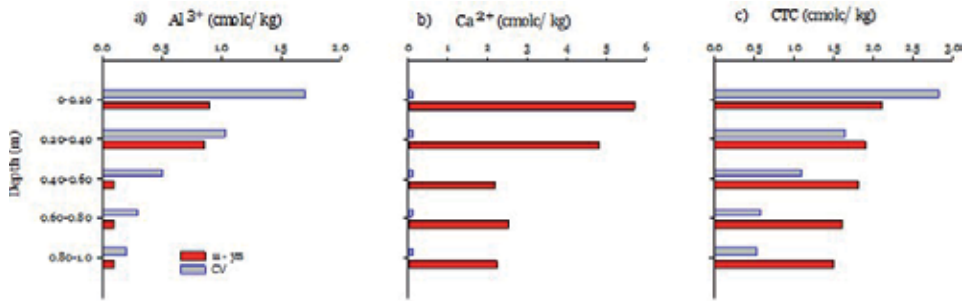 a) Al 3+ (cmolc/ kg)
b) Ca 2+ (cmolc/ kg)
c) CTC (cmolc/ kg)
0.0 0.5 1.0 1.5 2.0
0 1 2 3 4 5 6
0.0 0.5 1.0 1.5 2.0 2.5 3.0
Depth (m)
0-0.20
0.20-0.40
0.40-0.60
0.60-0.80
0.80-1.0
CV